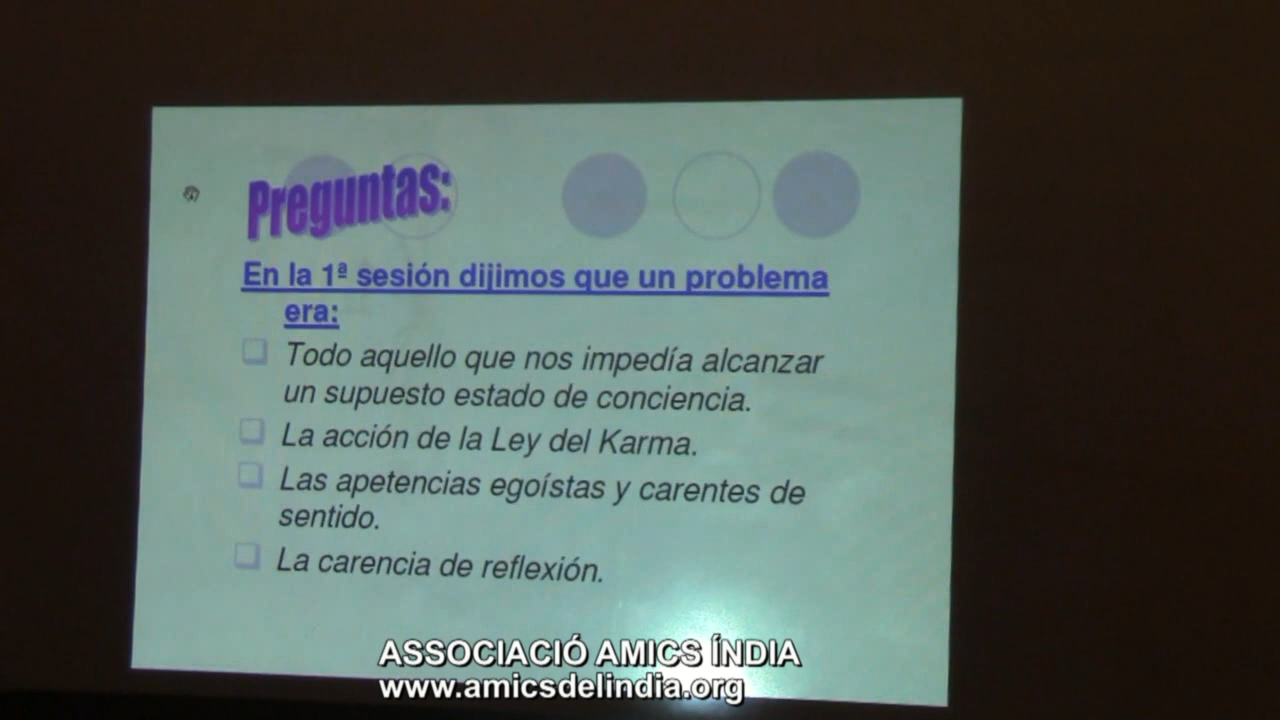 Preguntas:
En la 1ª sesión dijimos que un problema
era:
Todo aquello que nos impedía alcanzar
un supuesto estado de conciencia.
La acción de la Ley del Karma.
Las apetencias egoístas y carentes de
sentido.
La carencia de reflexión.
ASSOCIACIÓ AMICS ÍNDIA
www.amicsdelindia.org